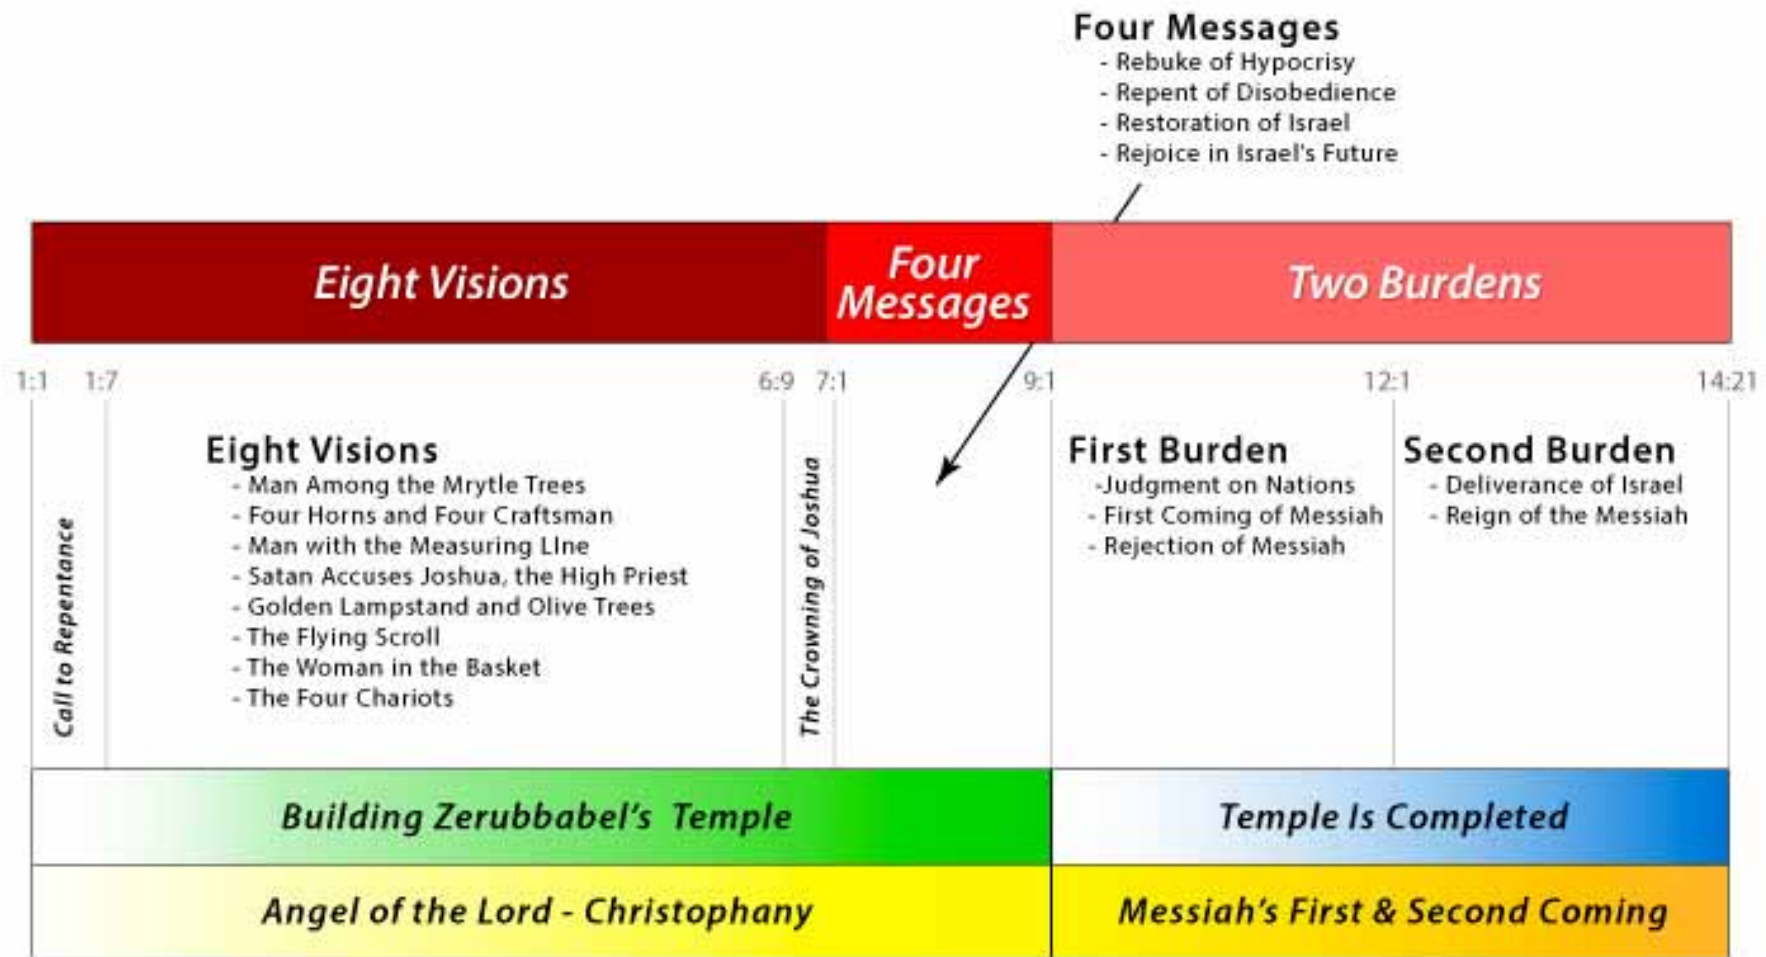 Four Messages
- Rebuke of Hypocrisy
- Repent of Disobedience
- Restoration of Israel
- Rejoice in Israel's Future
Eight Visions
Four
Messages
Two Burdens
1:1 1:7 6:9 7:1 9:1 12:1 14:21
Call to Repentance
Eight Visions
- Man Among the Mrytle Trees
- Four Horns and Four Craftsman
- Man with the Measuring LIne
- Satan Accuses Joshua, the High Priest
- Golden Lampstand and Olive Trees
- The Flying Scroll
- The Woman in the Basket
- The Four Chariots
The Crowning of Joshua
First Burden
-Judgment on Nations
- First Coming of Messiah
- Rejection of Messiah
Second Burden
- Deliverance of Israel
- Reign of the Messiah
Building Zerubbabel's Temple
Temple Is Completed
Angel of the Lord - Christophany
Messiah's First & Second Coming